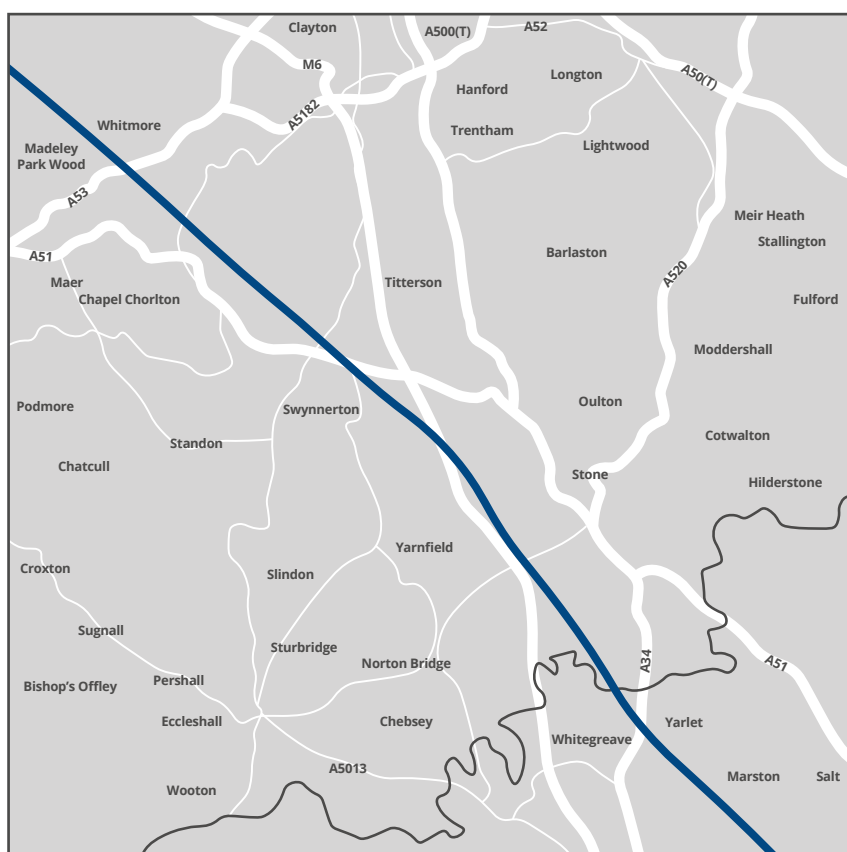 Clayton
A500(T)
A52
M6
Longton
A50(T)
Hanford
A5182
Whitmore
Trentham
Lightwood
Madeley
Park Wood
A53
Meir Heath
Stallington
Barlaston
A51
A520
Maer
Titterson
Chapel Chorlton
Fulford
Moddershall
Podmore
Swynnerton
Oulton
Standon
Cotwalton
Chatcull
Stone
Hilderstone
Yarnfield
Croxton
Slindon
Sugnall
Sturbridge
Norton Bridge
A34
A51
Bishop's Offley
Pershall
Eccleshall
Chebsey
Yarlet
Whitegreave
A5013
Marston
Salt
Wooton